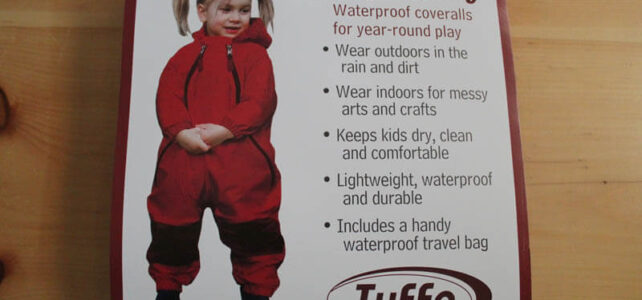 Waterproof coveralls
for year-round play
• Wear outdoors in the
rain and dirt
• Wear indoors for messy
arts and crafts
• Keeps kids dry, clean
and comfortable
• Lightweight, waterproof
and durable
• Includes a handy
waterproof travel bag
Tuffo